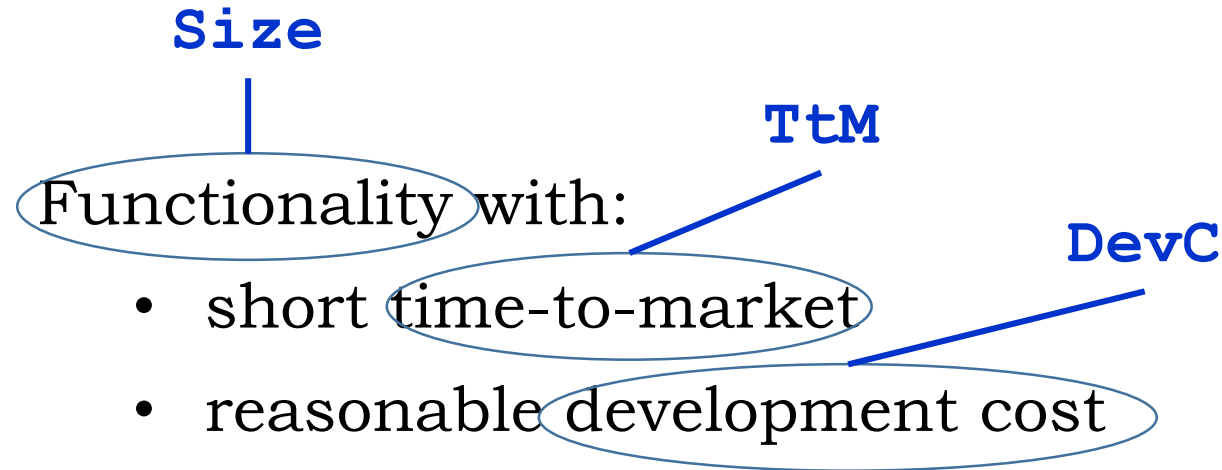 Size
TtM
Functionality with:
DevC
• short time-to-market
• reasonable development cost